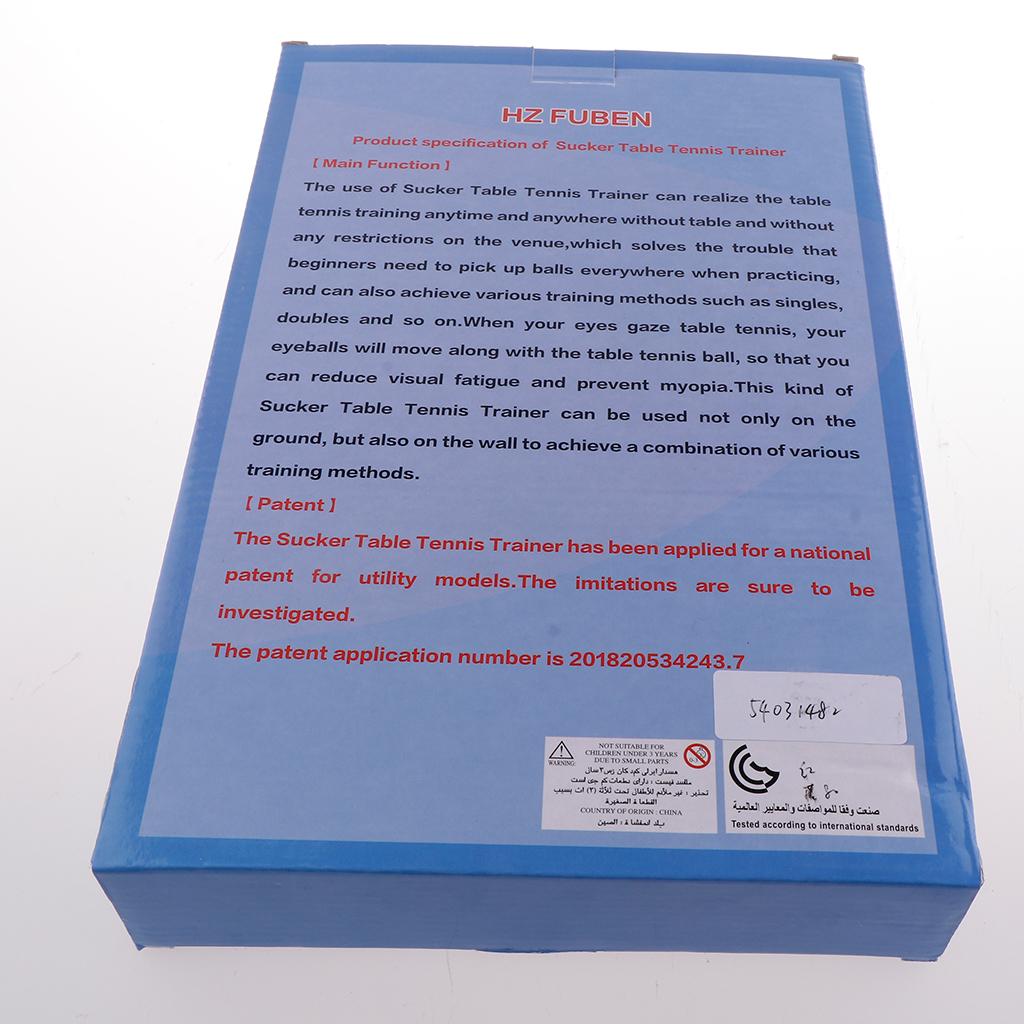 HZ FUBEN
Product specification of Sucker Table Tennis Trainer
[ Main Function ]
The use of Sucker Table Tennis Trainer can realize the table
tennis training anytime and anywhere without table and without
any restrictions on the venue,which solves the trouble that
beginners need to pick up balls everywhere when practicing,
and can also achieve various training methods such as singles,
doubles and so on.When your eyes gaze table tennis, your
eyeballs will move along with the table tennis ball, so that you
can reduce visual fatigue and prevent myopia.This kind of
Sucker Table Tennis Trainer can be used not only on the
ground, but also on the wall to achieve a combination of various
training methods.
[ Patent ]
The Sucker Table Tennis Trainer has been applied for a national
patent for utility models.The imitations are sure to be
investigated.
The patent application number is 201820534243.7
54031482
WARNING:
NOT SUITABLE FOR
CHILDREN UNDER 3 YEARS
DUE TO SMALL PARTS
0-3
تحذير : غير ملائم للأطفال تحت
COUNTRY OF ORIGIN : CHINA
الصين
صنعت وفقا للمواصفات والمعايير العالمية
Tested according to international standards